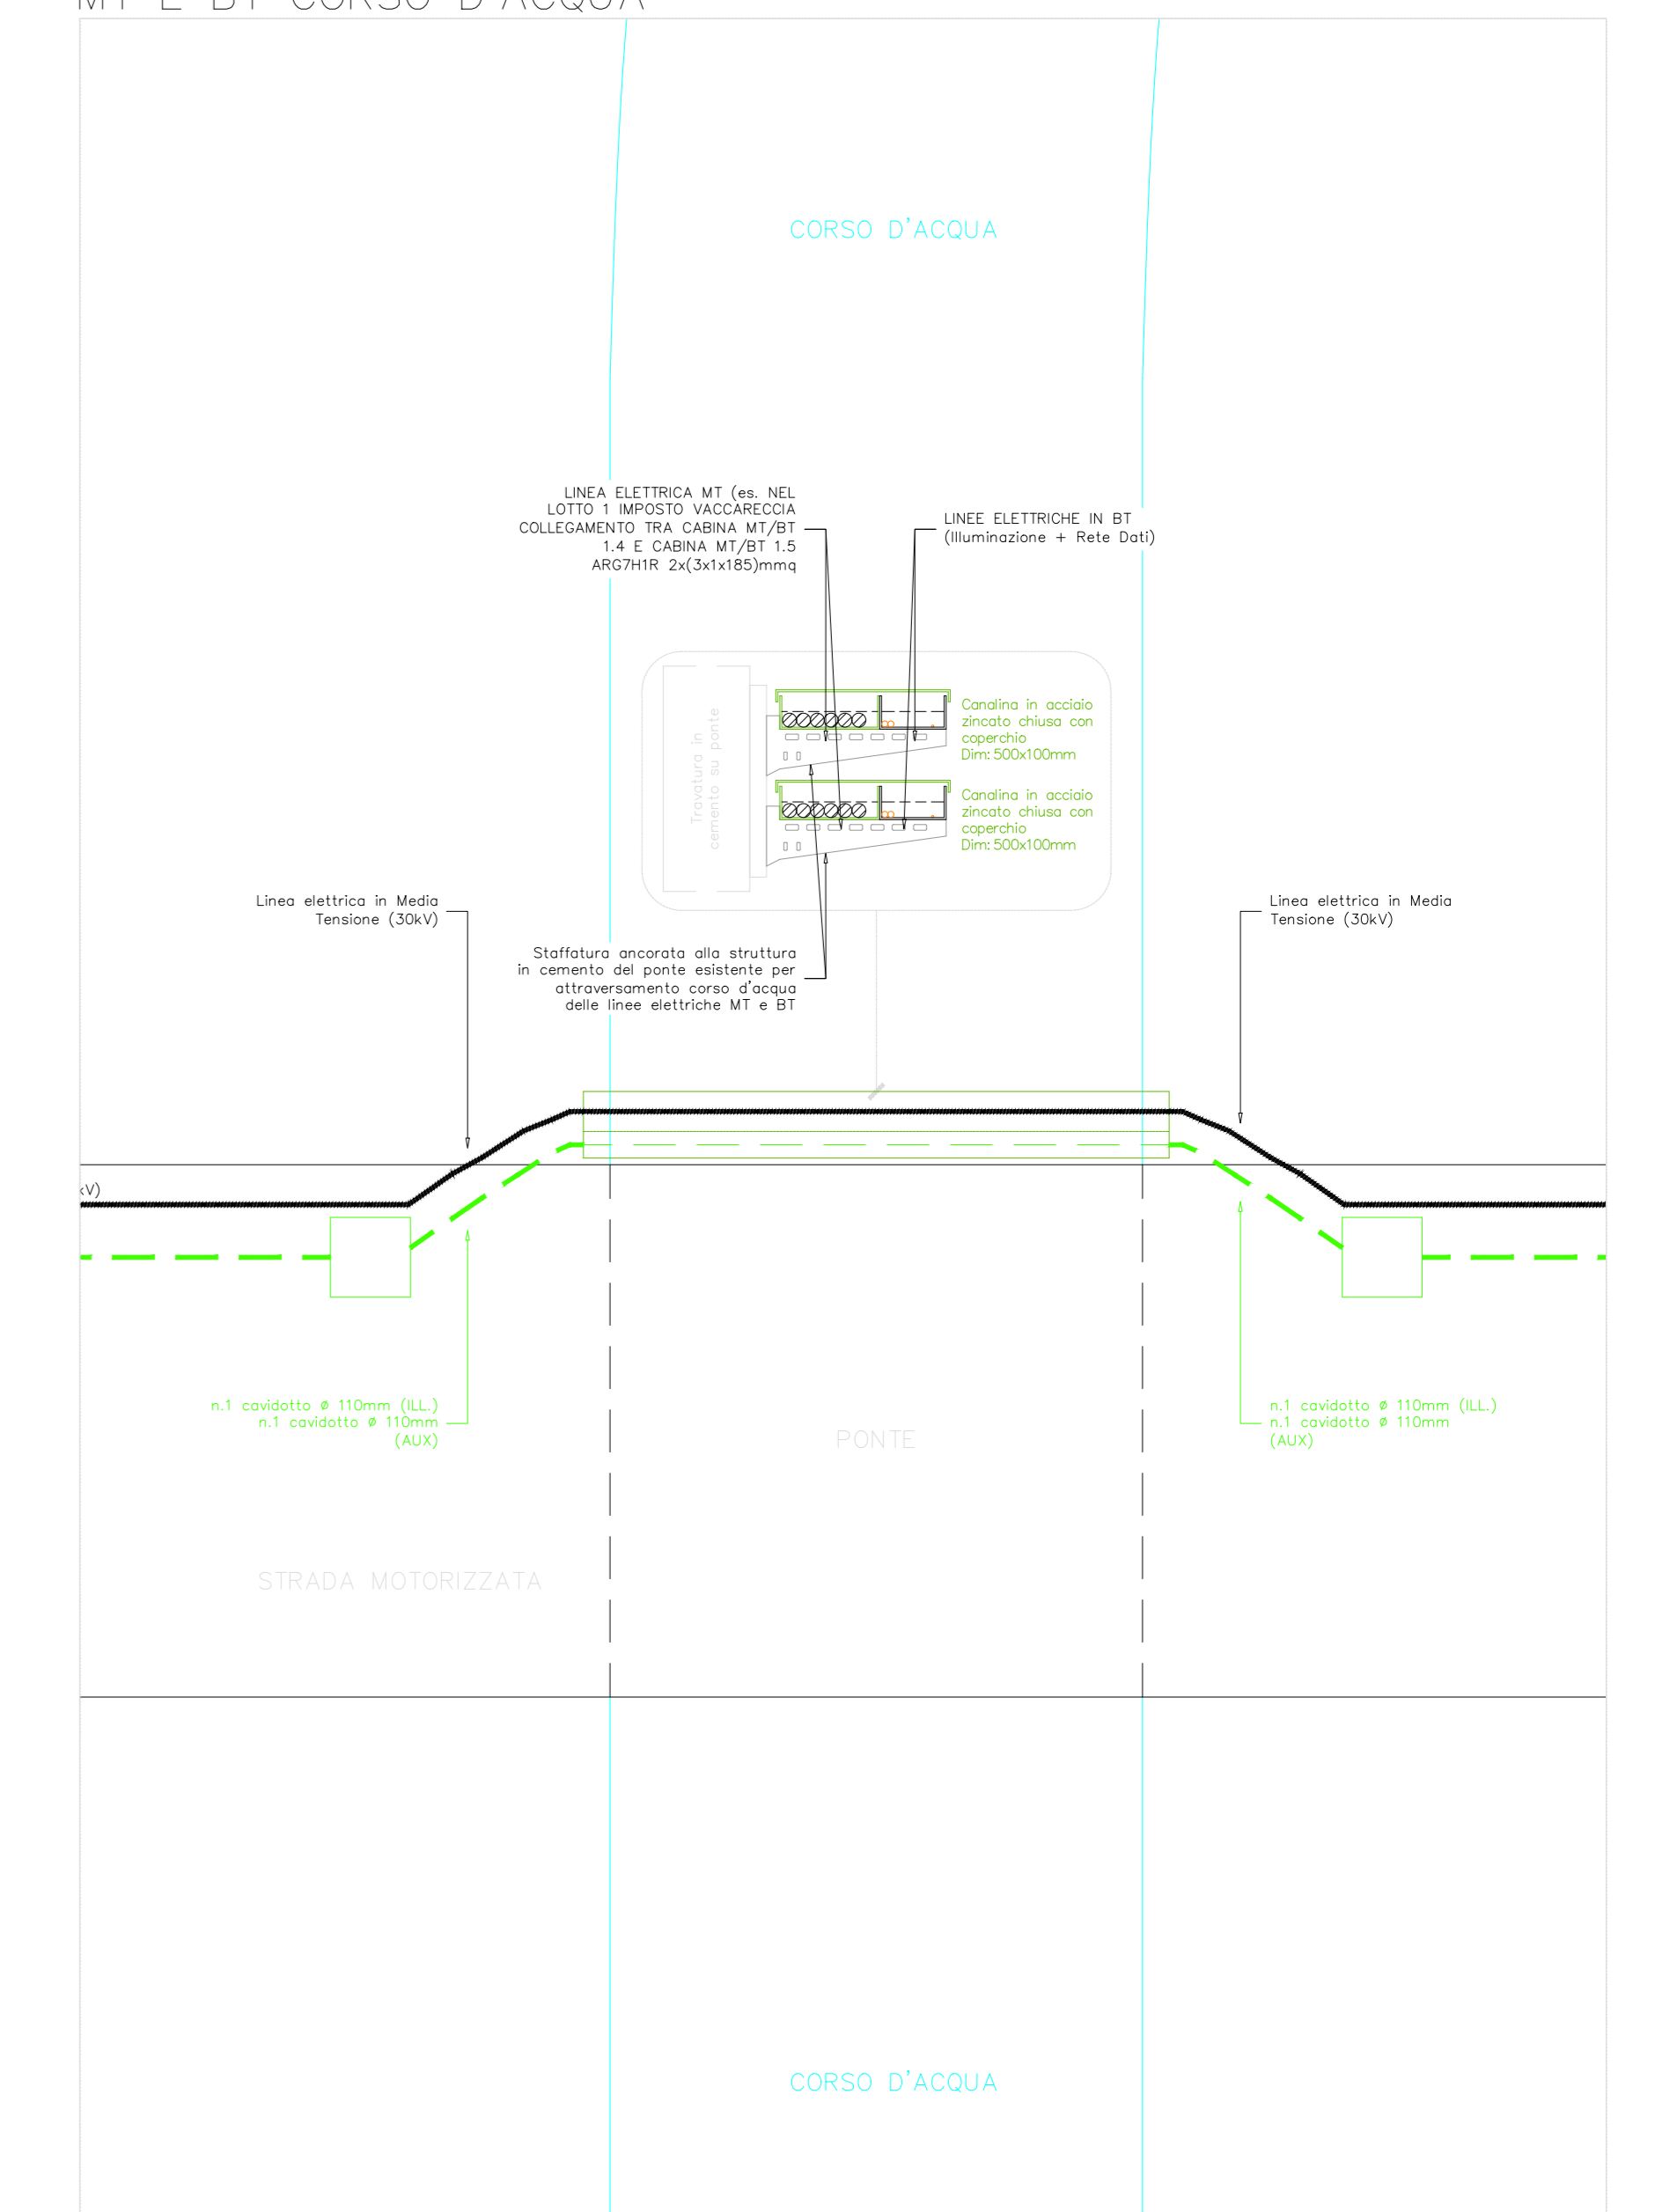 MT E BT CORSO D'ACQUA
CORSO D'ACQUA
LINEA ELETTRICA MT (es. NEL
LOTTO 1 IMPOSTO VACCARECCIA
COLLEGAMENTO TRA CABINA MT/BT
1.4 E CABINA MT/BT 1.5
ARG7H1R 2x(3x1x185)mmq
LINEE ELETTRICHE IN BT
(Illuminazione + Rete Dati)
Travatura in
cemento su ponte
Canalina in acciaio
zincato chiusa con
coperchio
Dim: 500x100mm
Canalina in acciaio
zincato chiusa con
coperchio
Dim: 500x100mm
Linea elettrica in Media
Tensione (30kV)
Linea elettrica in Media
Tensione (30kV)
Staffatura ancorata alla struttura
in cemento del ponte esistente per
attraversamento corso d'acqua
delle linee elettriche MT e BT
kV)
n.1 cavidotto ø 110mm (ILL.)
n.1 cavidotto ø 110mm
(AUX)
n.1 cavidotto ø 110mm (ILL.)
n.1 cavidotto ø 110mm
(AUX)
PONTE
STRADA MOTORIZZATA
CORSO D'ACQUA